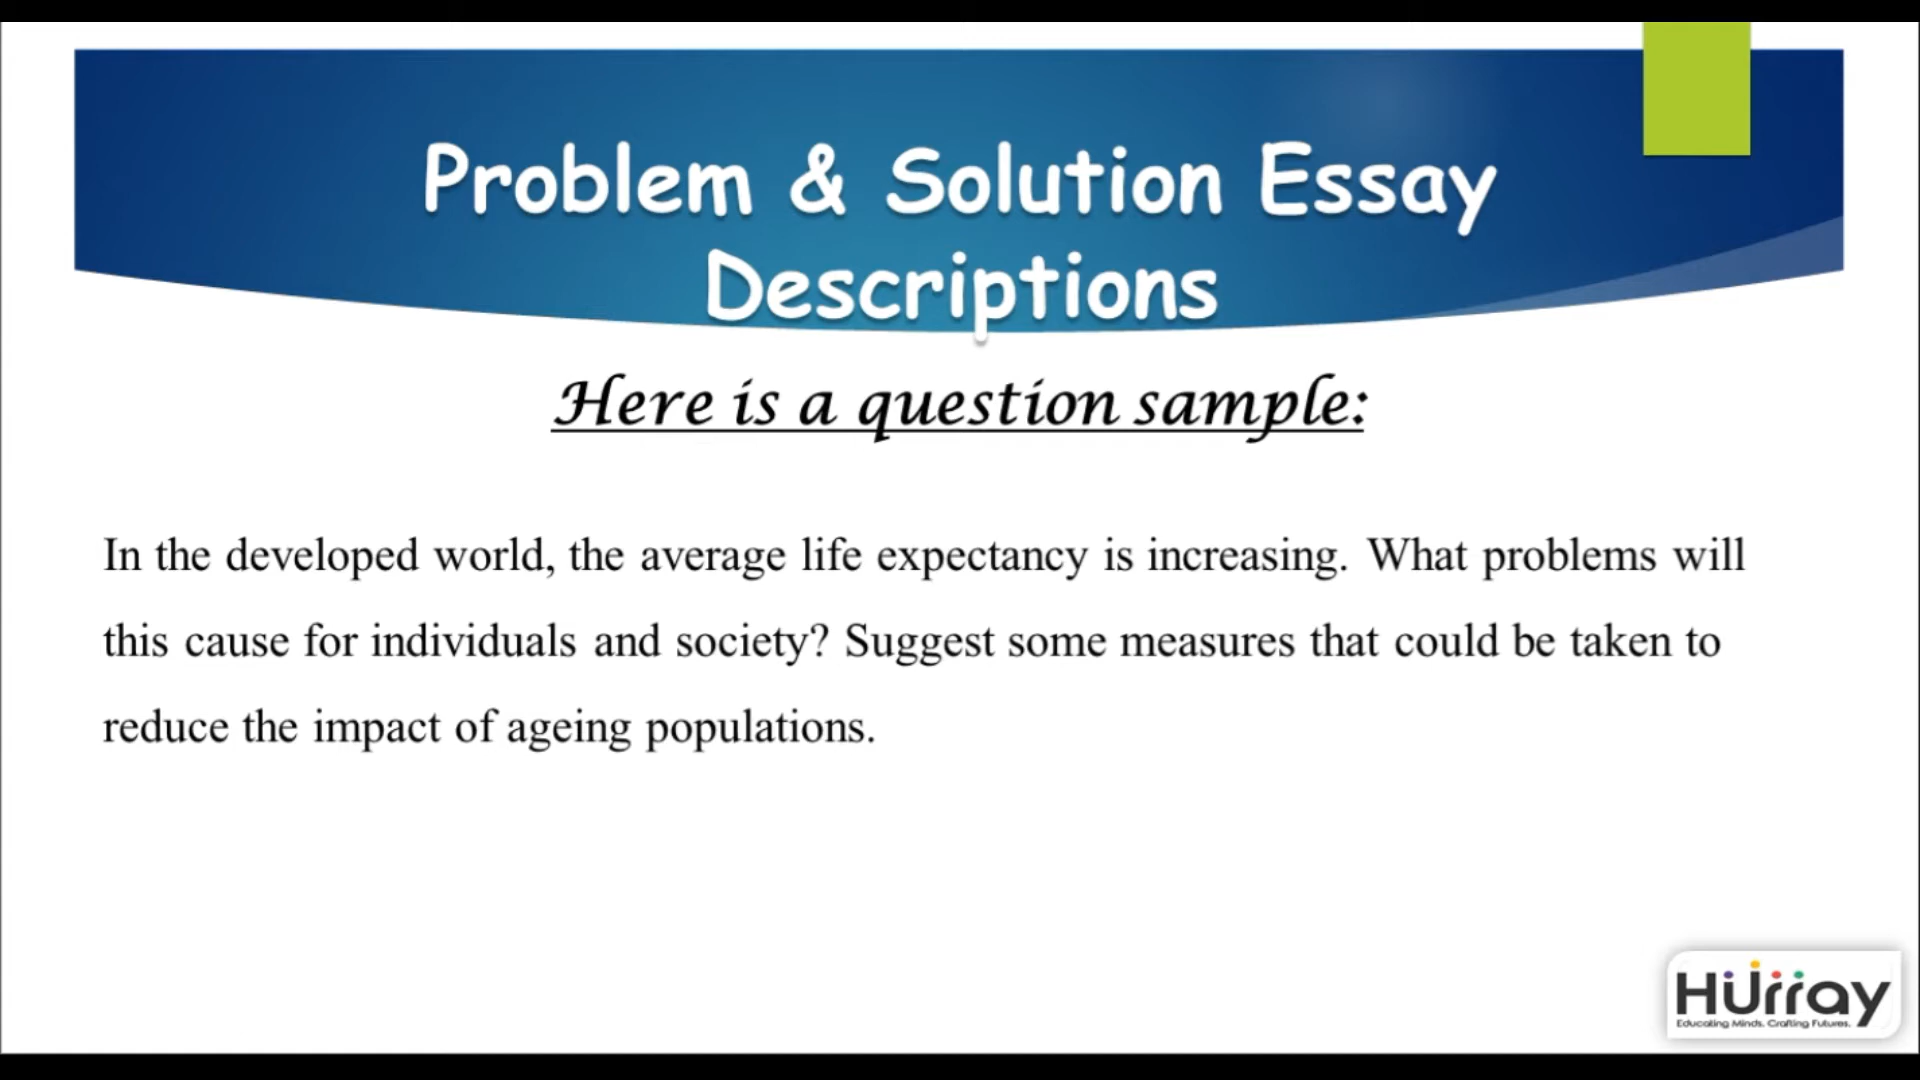 Problem & Solution Essay
Descriptions
Here is a question sample:
In the developed world, the average life expectancy is increasing. What problems will
this cause for individuals and society? Suggest some measures that could be taken to
reduce the impact of ageing populations.
Hurray
Educating Minds. Crafting Futures.